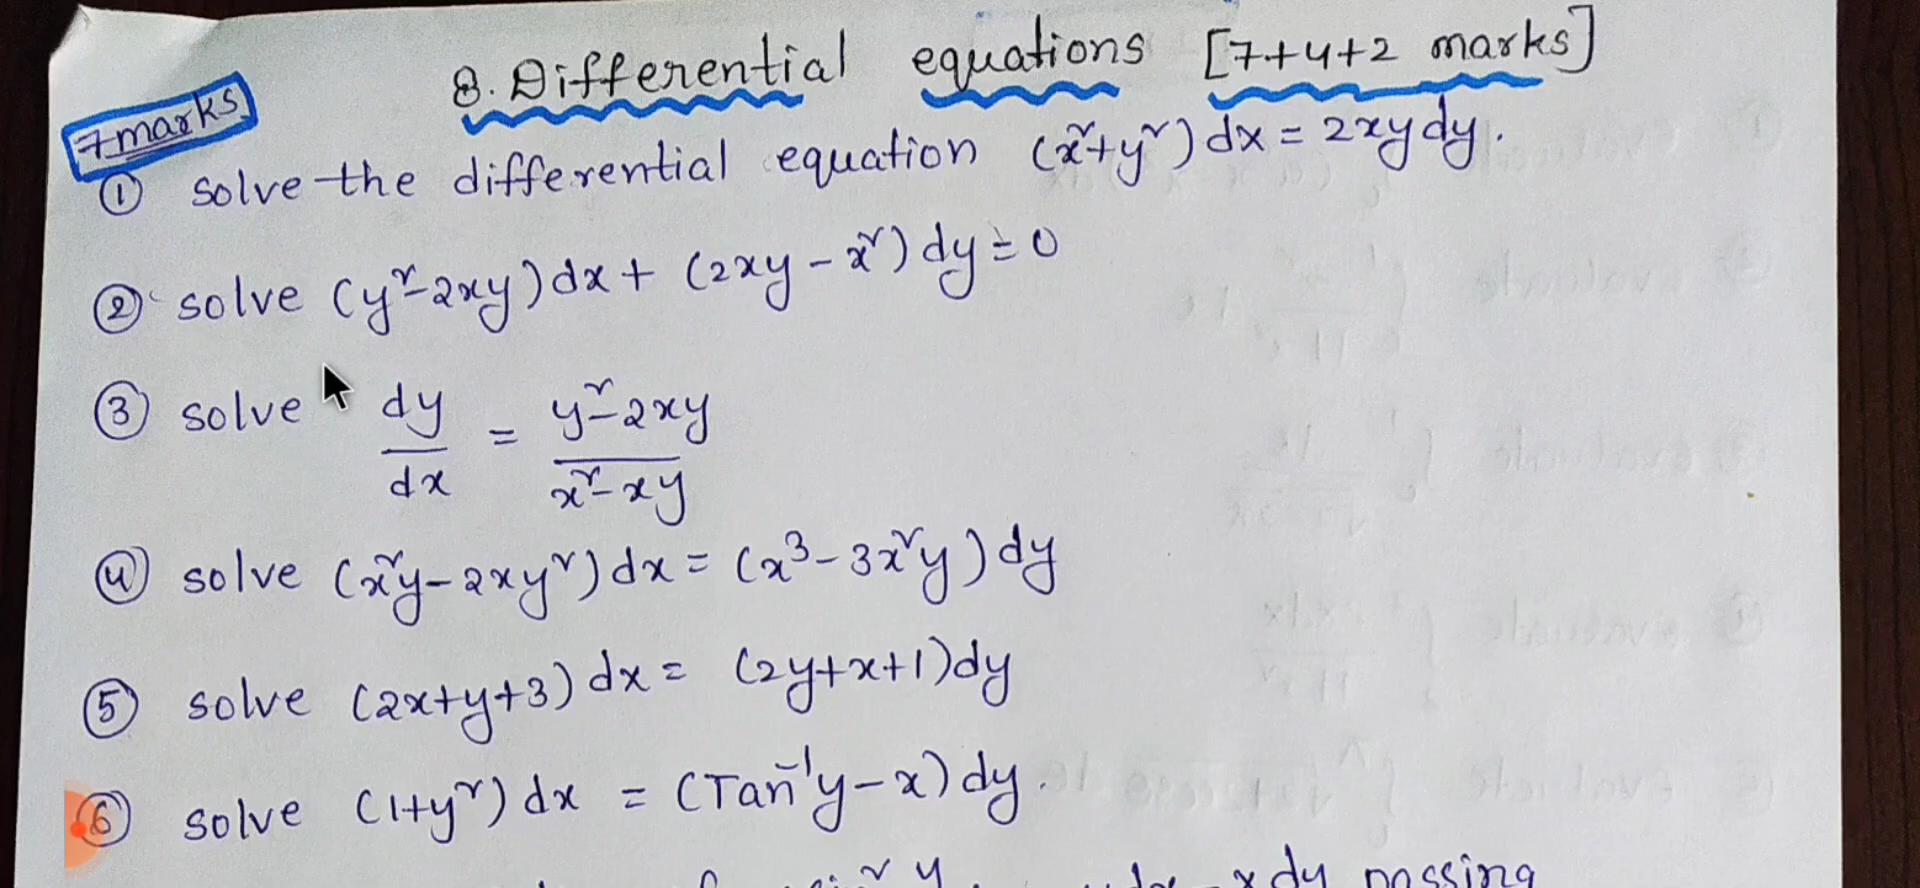 8. Differential equations [7+4+2 marks]
7marks
① solve the differential equation (x²+y²)dx = 2xydy.
② solve (y²-2xy)dx + (2xy-x²)dy=0
③ solve dy/dx = y²-2xy/x²-xy
④ solve (x²y-2xy²)dx = (x³-3x²y)dy
⑤ solve (2x+y+3)dx = (2y+x+1)dy
⑥ solve (1+y²)dx = (Tan⁻¹y-x)dy.
xdy passing